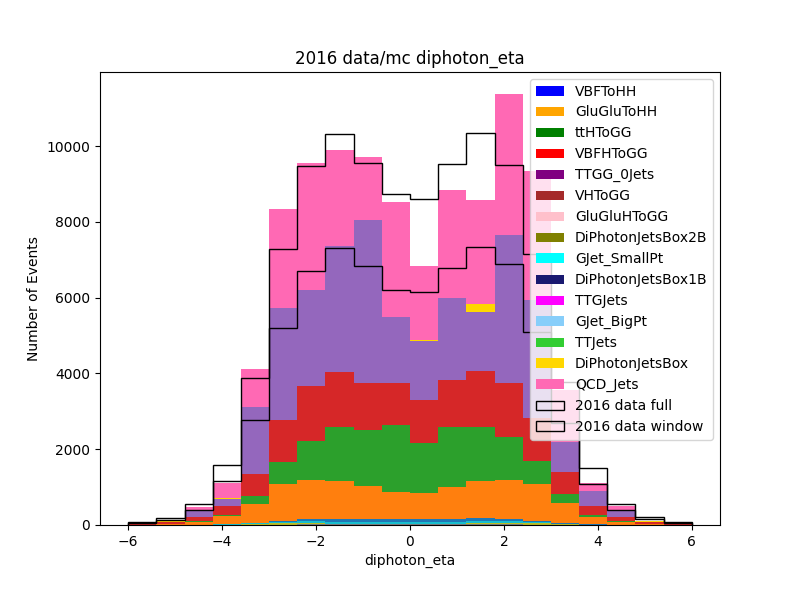 2016 data/mc diphoton_eta
Number of Events
10000
8000
6000
4000
2000
0
−6
−4
−2
0
2
4
6
diphoton_eta
VBFToHH
GluGluToHH
ttHToGG
VBFHToGG
TTGG_0Jets
VHToGG
GluGluHToGG
DiPhotonJetsBox2B
GJet_SmallPt
DiPhotonJetsBox1B
TTGJets
GJet_BigPt
TTJets
DiPhotonJetsBox
QCD_Jets
2016 data full
2016 data window